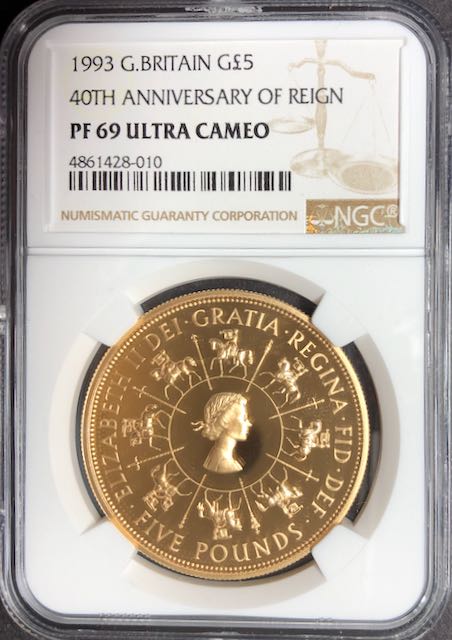 1993 G.BRITAIN G£5
40TH ANNIVERSARY OF REIGN
PF 69 ULTRA CAMEO
4861428-010
NUMISMATIC GUARANTY CORPORATION
NGC
ELIZABETH II · DEI · GRATIA · REGINA · FID · DEF ·
FIVE POUNDS